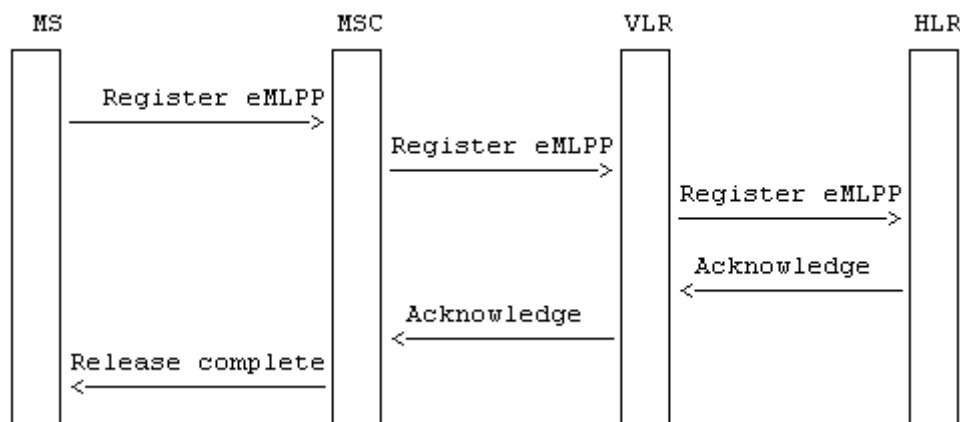 MS MSC VLR HLR
Register eMLPP
Register eMLPP
Register eMLPP
Acknowledge
Acknowledge
Release complete